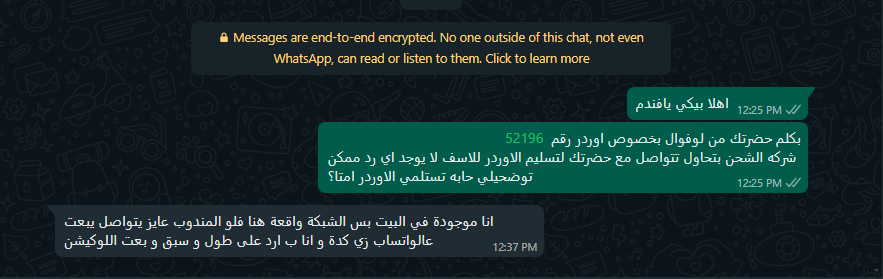 Messages are end-to-end encrypted. No one outside of this chat, not even
WhatsApp, can read or listen to them. Click to learn more
اهلا بيكي يافندم
12:25 PM
بكلم حضرتك من لوفوال بخصوص اوردر رقم 52196
شركه الشحن بتحاول تتواصل مع حضرتك لتسليم الاوردر للاسف لا يوجد اي رد ممكن
توضحيلي حابه تستلمي الاوردر امتا؟
12:25 PM
انا موجودة في البيت بس الشبكة واقعة هنا فلو المندوب عايز يتواصل يبعت
عالواتساب زي كدة و انا ب ارد على طول و سبق و بعت اللوكيشن
12:37 PM